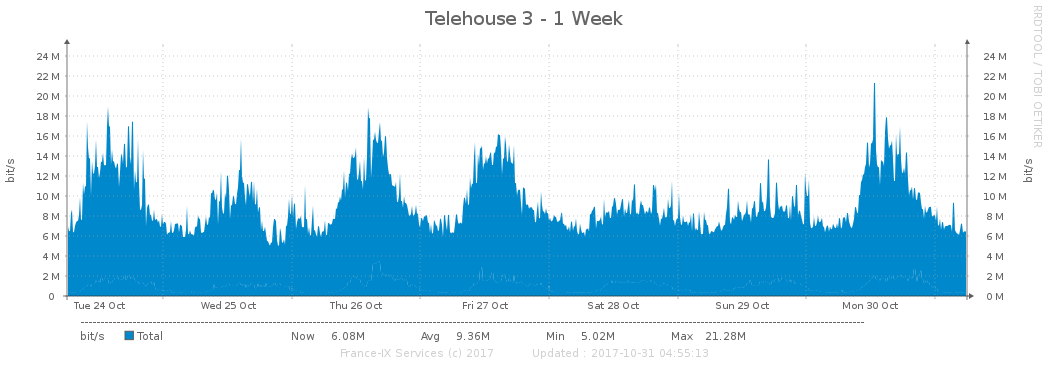 Telehouse 3 - 1 Week
RRDTOOL / TOBI OETIKER
bit/s
24 M 24 M
22 M 22 M
20 M 20 M
18 M 18 M
16 M 16 M
14 M 14 M
12 M 12 M
10 M 10 M
8 M 8 M
6 M 6 M
4 M 4 M
2 M 2 M
0 0 M
bit/s
Tue 24 Oct Wed 25 Oct Thu 26 Oct Fri 27 Oct Sat 28 Oct Sun 29 Oct Mon 30 Oct
bit/s Total Now 6.08M Avg 9.36M Min 5.02M Max 21.28M
France-IX Services (c) 2017 Updated : 2017-10-31 04:55:13